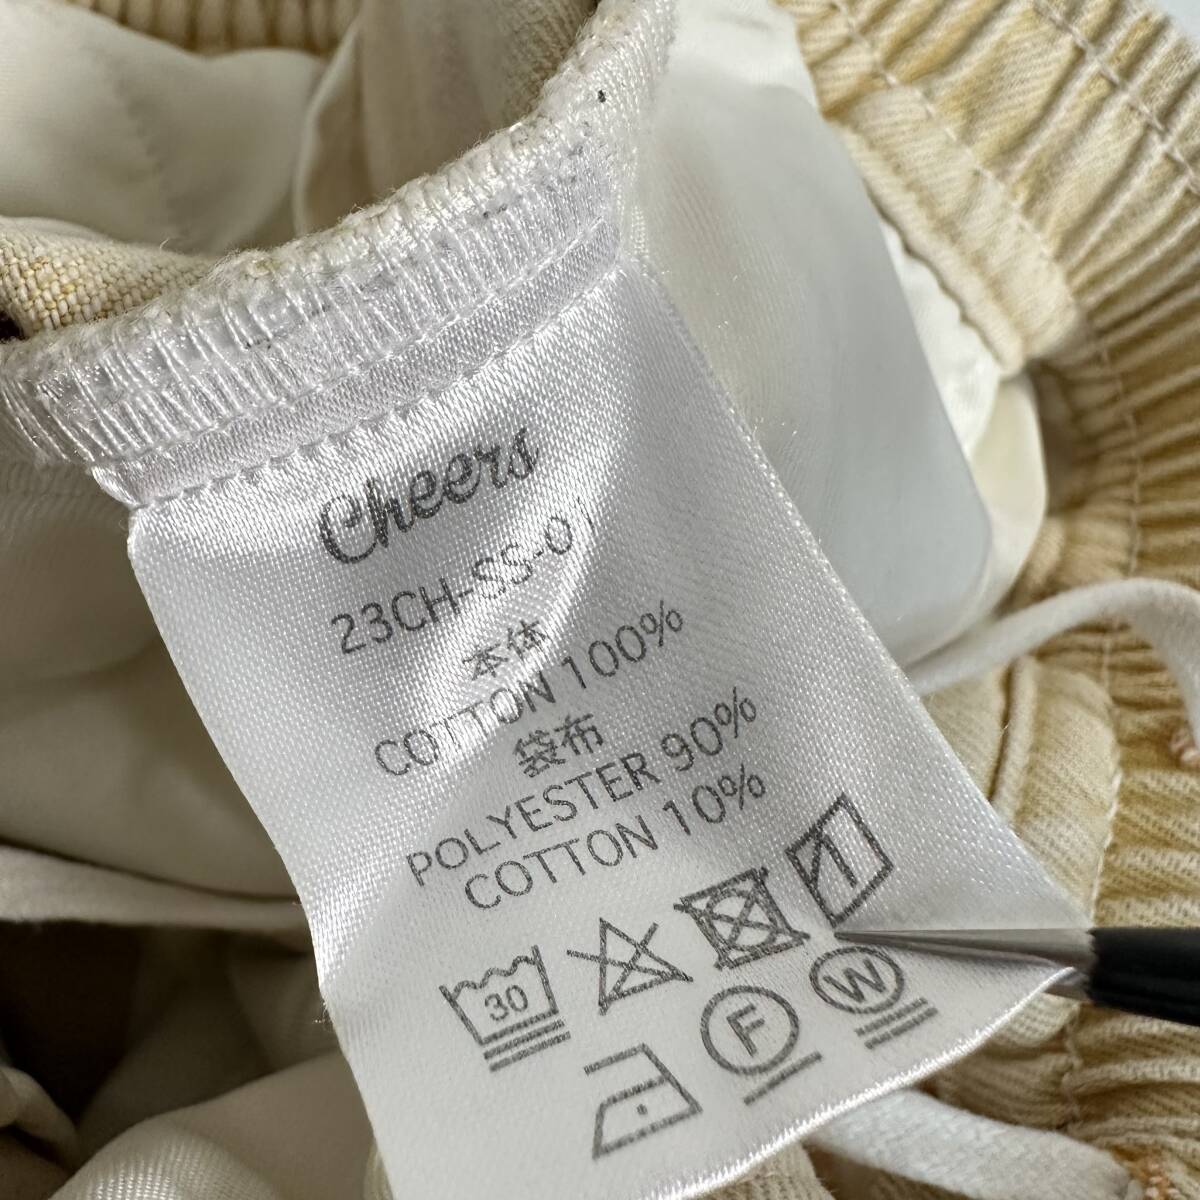 Cheers
23CH-SS-01
本体
COTTON 100%
袋布
POLYESTER 90%
COTTON 10%
30
F
W